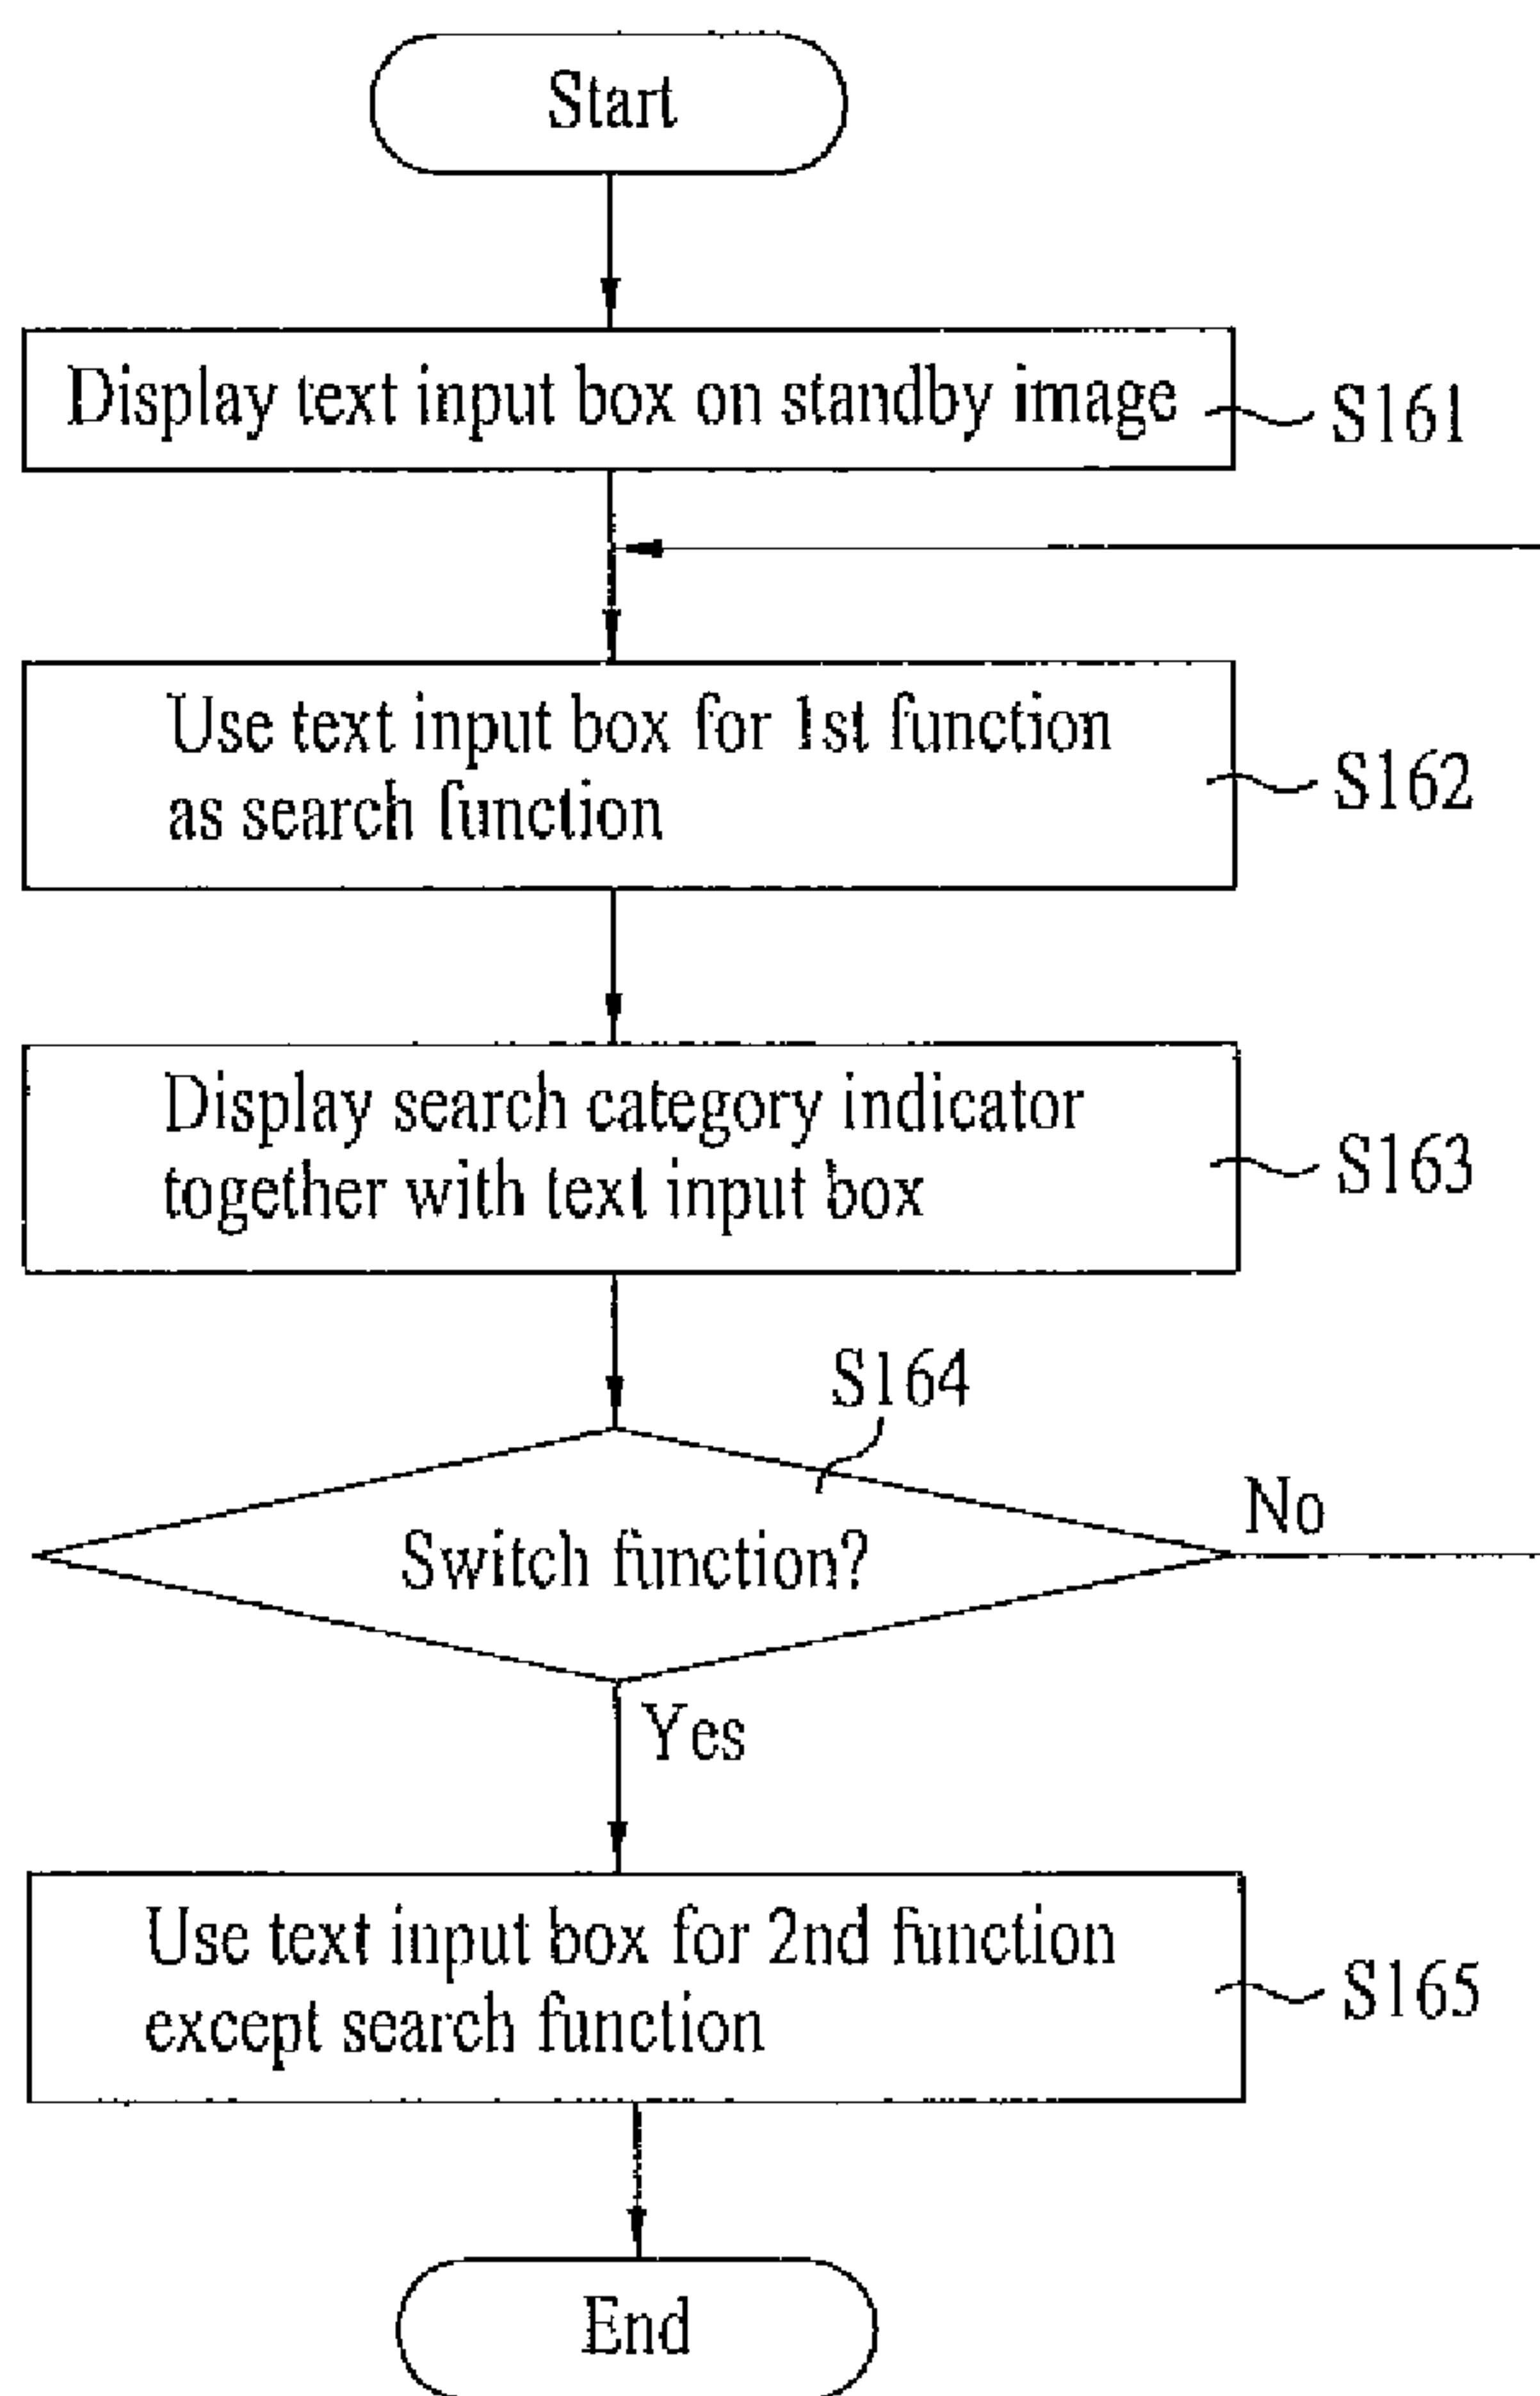 Start
Display text input box on standby image
S161
Use text input box for 1st function
as search function
S162
Display search category indicator
together with text input box
S163
S164
Switch function?
No
Yes
Use text input box for 2nd function
except search function
S165
End